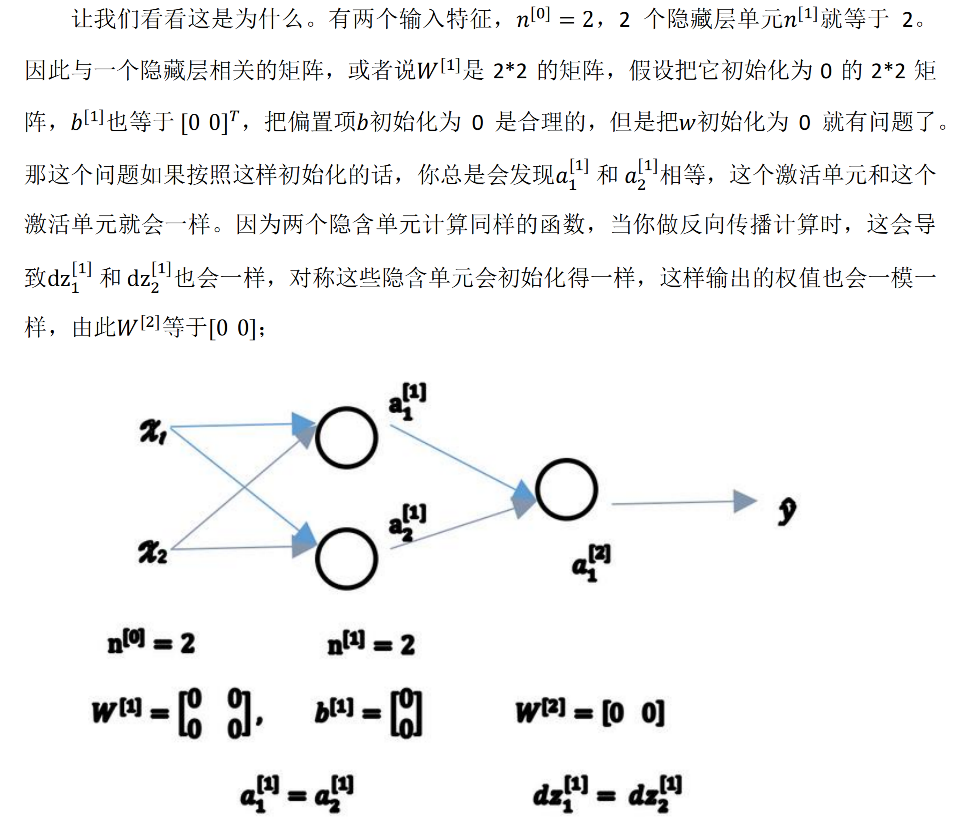 让我们看看这是为什么。有两个输入特征，n^[0] = 2，2 个隐藏层单元n^[1]就等于 2。
因此与一个隐藏层相关的矩阵，或者说W^[1]是 2*2 的矩阵，假设把它初始化为 0 的 2*2 矩
阵，b^[1]也等于 [0 0]^T，把偏置项b初始化为 0 是合理的，但是把w初始化为 0 就有问题了。
那这个问题如果按照这样初始化的话，你总是会发现a_1^[1] 和 a_2^[1]相等，这个激活单元和这个
激活单元就会一样。因为两个隐含单元计算同样的函数，当你做反向传播计算时，这会导
致dz_1^[1] 和 dz_2^[1]也会一样，对称这些隐含单元会初始化得一样，这样输出的权值也会一模一
样，由此W^[2]等于[0 0]；
a_1^[1]
x_1
a_2^[1]
ŷ
x_2
a_1^[2]
n^[0] = 2 n^[1] = 2
W^[1] = [0 0; 0 0], b^[1] = [0; 0] W^[2] = [0 0]
a_1^[1] = a_2^[1] dz_1^[1] = dz_2^[1]